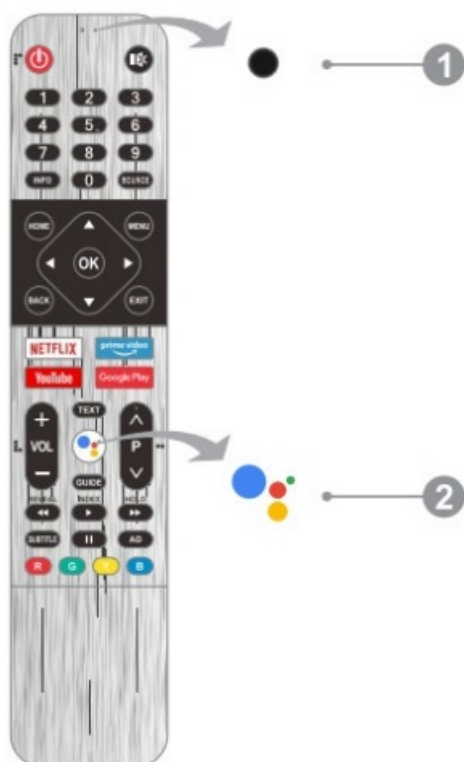 1
1 2 3
4 5 6
7 8 9
INFO 0 SOURCE
HOME MENU
OK
BACK EXIT
NETFLIX prime video
YouTube Google Play
TEXT
+
VOL P
−
2
GUIDE
REVEAL INDEX HOLD
SUBTITLE AD
R G Y B